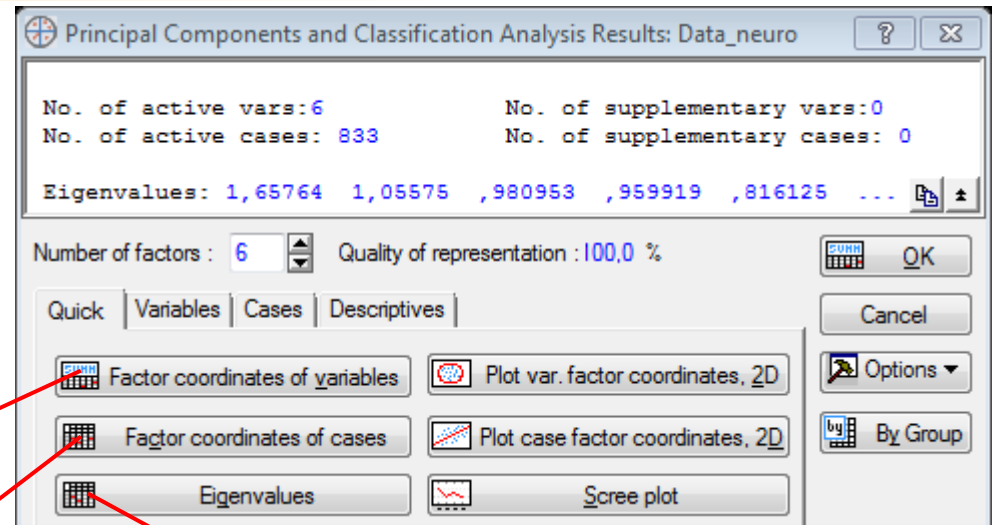 Principal Components and Classification Analysis Results: Data_neuro
No. of active vars:6 No. of supplementary vars:0
No. of active cases: 833 No. of supplementary cases: 0
Eigenvalues: 1,65764 1,05575 ,980953 ,959919 ,816125 ...
Number of factors : 6 Quality of representation : 100,0 %
OK
Quick Variables Cases Descriptives
Cancel
Factor coordinates of variables Plot var. factor coordinates, 2D
Options
Factor coordinates of cases Plot case factor coordinates, 2D
By Group
Eigenvalues Scree plot